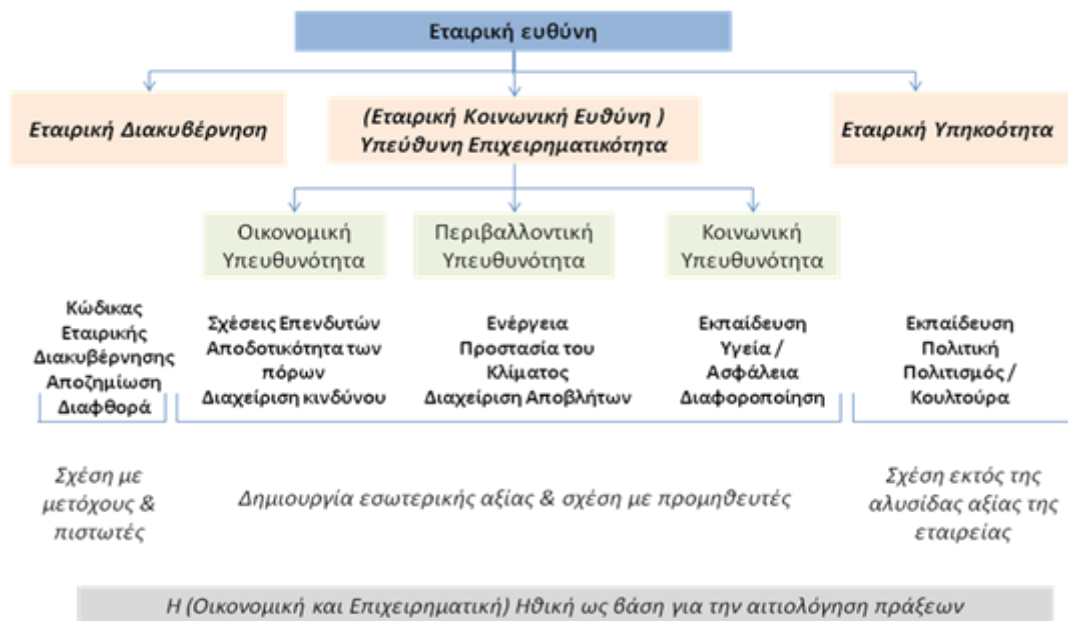 Εταιρική ευθύνη
Εταιρική Διακυβέρνηση
(Εταιρική Κοινωνική Ευθύνη )
Υπεύθυνη Επιχειρηματικότητα
Εταιρική Υπηκοότητα
Οικονομική
Υπευθυνότητα
Περιβαλλοντική
Υπευθυνότητα
Κοινωνική
Υπευθυνότητα
Κώδικας
Εταιρικής
Διακυβέρνησης
Αποζημίωση
Διαφθορά
Σχέσεις Επενδυτών
Αποδοτικότητα των
πόρων
Διαχείριση κινδύνου
Ενέργεια
Προστασία του
Κλίματος
Διαχείριση Αποβλήτων
Εκπαίδευση
Υγεία /
Ασφάλεια
Διαφοροποίηση
Εκπαίδευση
Πολιτική
Πολιτισμός /
Κουλτούρα
Σχέση με
μετόχους &
πιστωτές
Δημιουργία εσωτερικής αξίας & σχέση με προμηθευτές
Σχέση εκτός της
αλυσίδας αξίας της
εταιρείας
Η (Οικονομική και Επιχειρηματική) Ηθική ως βάση για την αιτιολόγηση πράξεων